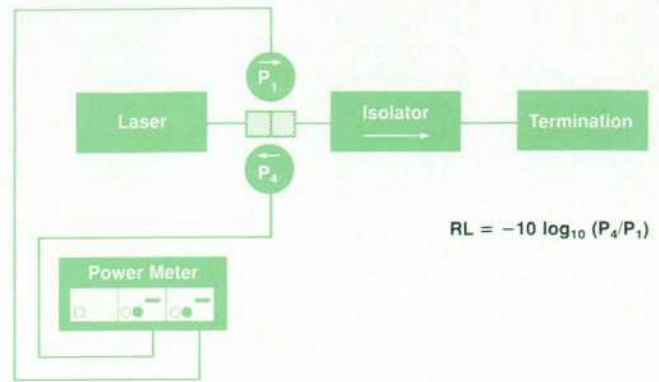 P₁
Laser
Isolator
Termination
P₄
RL = −10 log₁₀ (P₄/P₁)
Power Meter